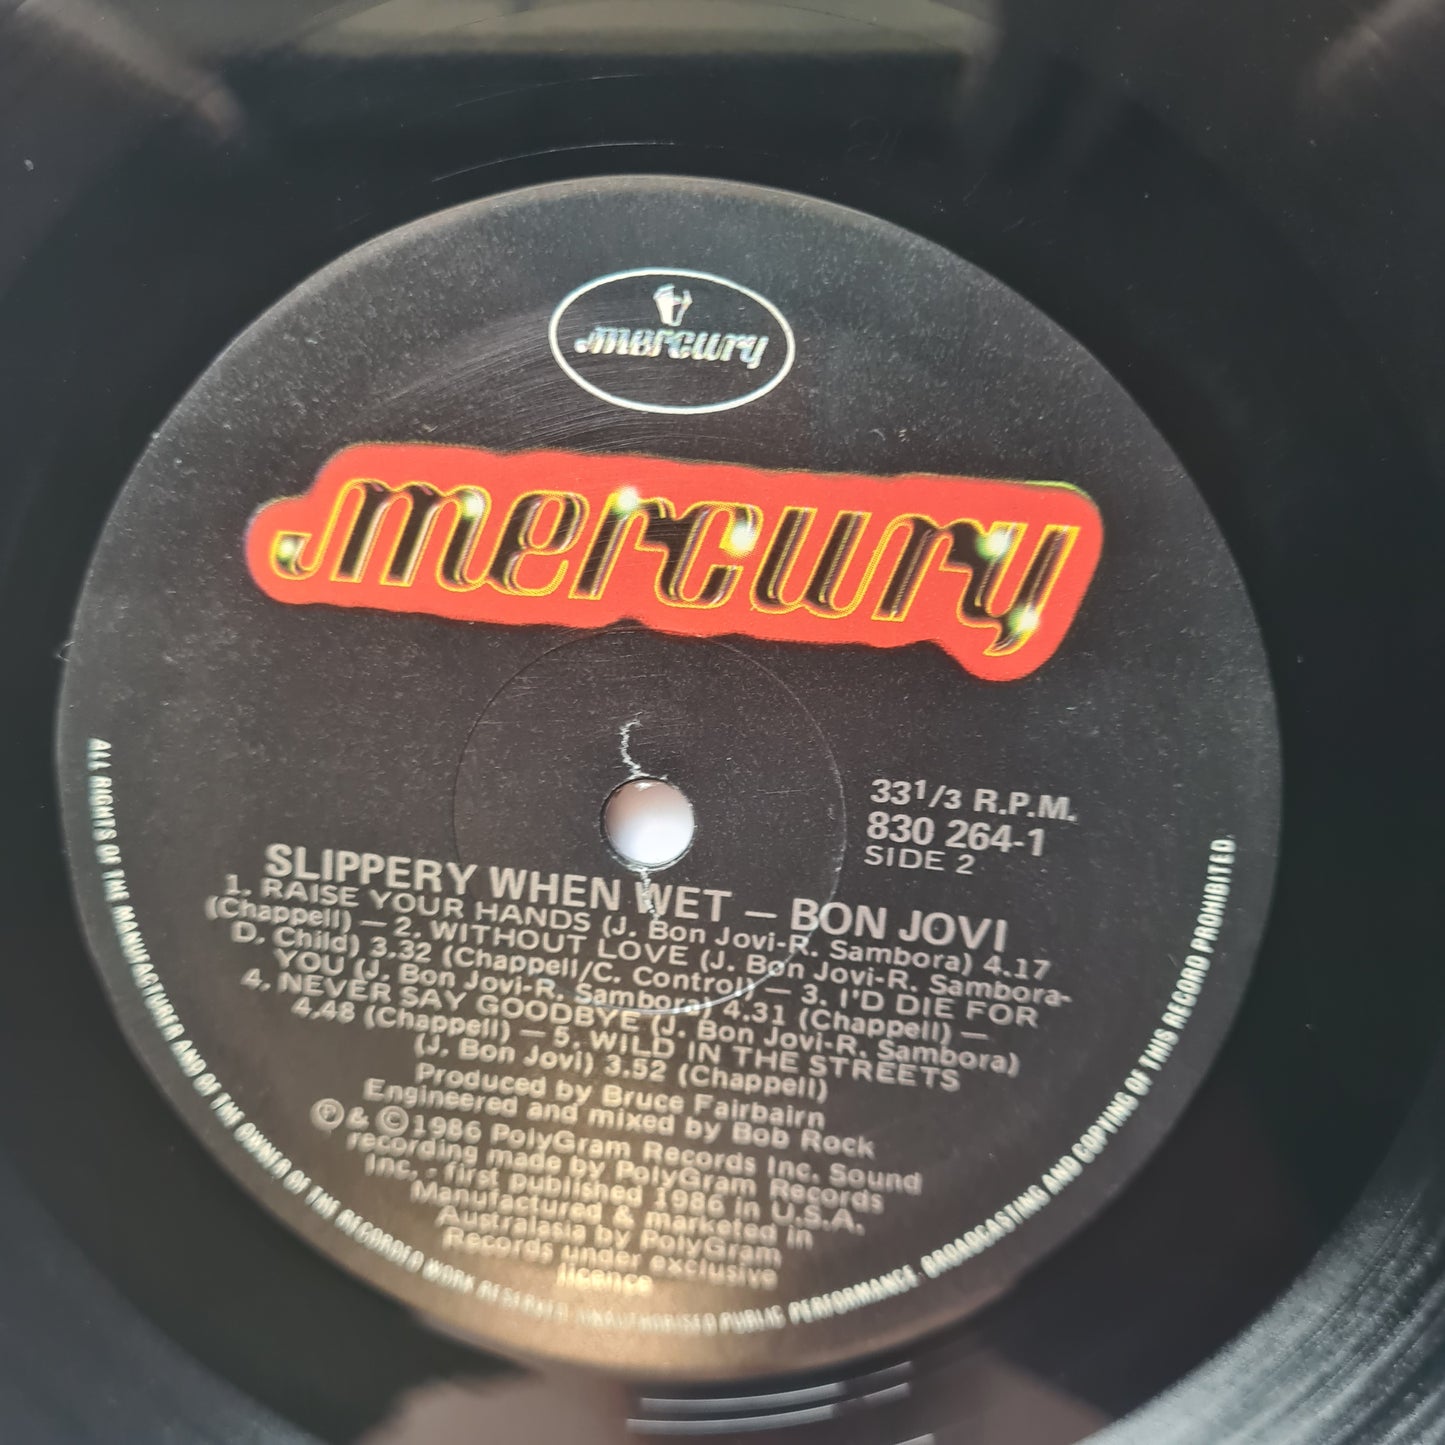 mercury
mercury
33 1/3 R.P.M.
830 264-1
SIDE 2
SLIPPERY WHEN WET – BON JOVI
1. RAISE YOUR HANDS (J. Bon Jovi-R. Sambora) 4.17
(Chappell) – 2. WITHOUT LOVE (J. Bon Jovi-R. Sambora-
D. Child) 3.32 (Chappell/C. Control) – 3. I'D DIE FOR
YOU (J. Bon Jovi-R. Sambora) 4.31 (Chappell) –
4. NEVER SAY GOODBYE (J. Bon Jovi-R. Sambora)
4.48 (Chappell) – 5. WILD IN THE STREETS
(J. Bon Jovi) 3.52 (Chappell)
Produced by Bruce Fairbairn
Engineered and mixed by Bob Rock
Ⓟ & © 1986 PolyGram Records Inc. Sound
recording made by PolyGram Records
Inc. - first published 1986 in U.S.A.
Manufactured & marketed in
Australasia by PolyGram
Records under exclusive
licence
ALL RIGHTS OF THE MANUFACTURER AND OF THE OWNER OF THE RECORDED WORK RESERVED. UNAUTHORISED PUBLIC PERFORMANCE, BROADCASTING AND COPYING OF THIS RECORD PROHIBITED.